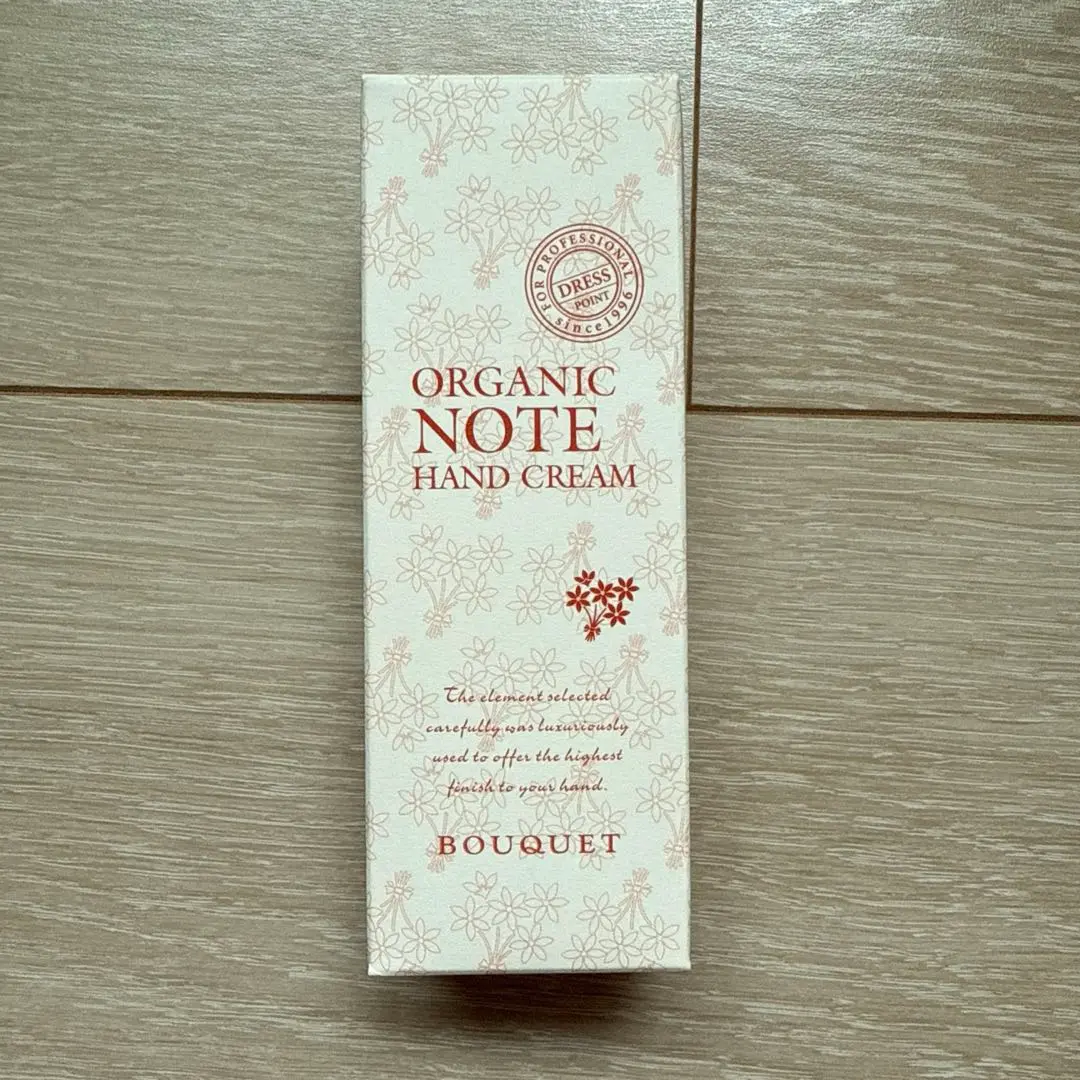 FOR PROFESSIONAL
DRESS
POINT
since1996
ORGANIC
NOTE
HAND CREAM
The element selected
carefully was luxuriously
used to offer the highest
finish to your hand.
BOUQUET